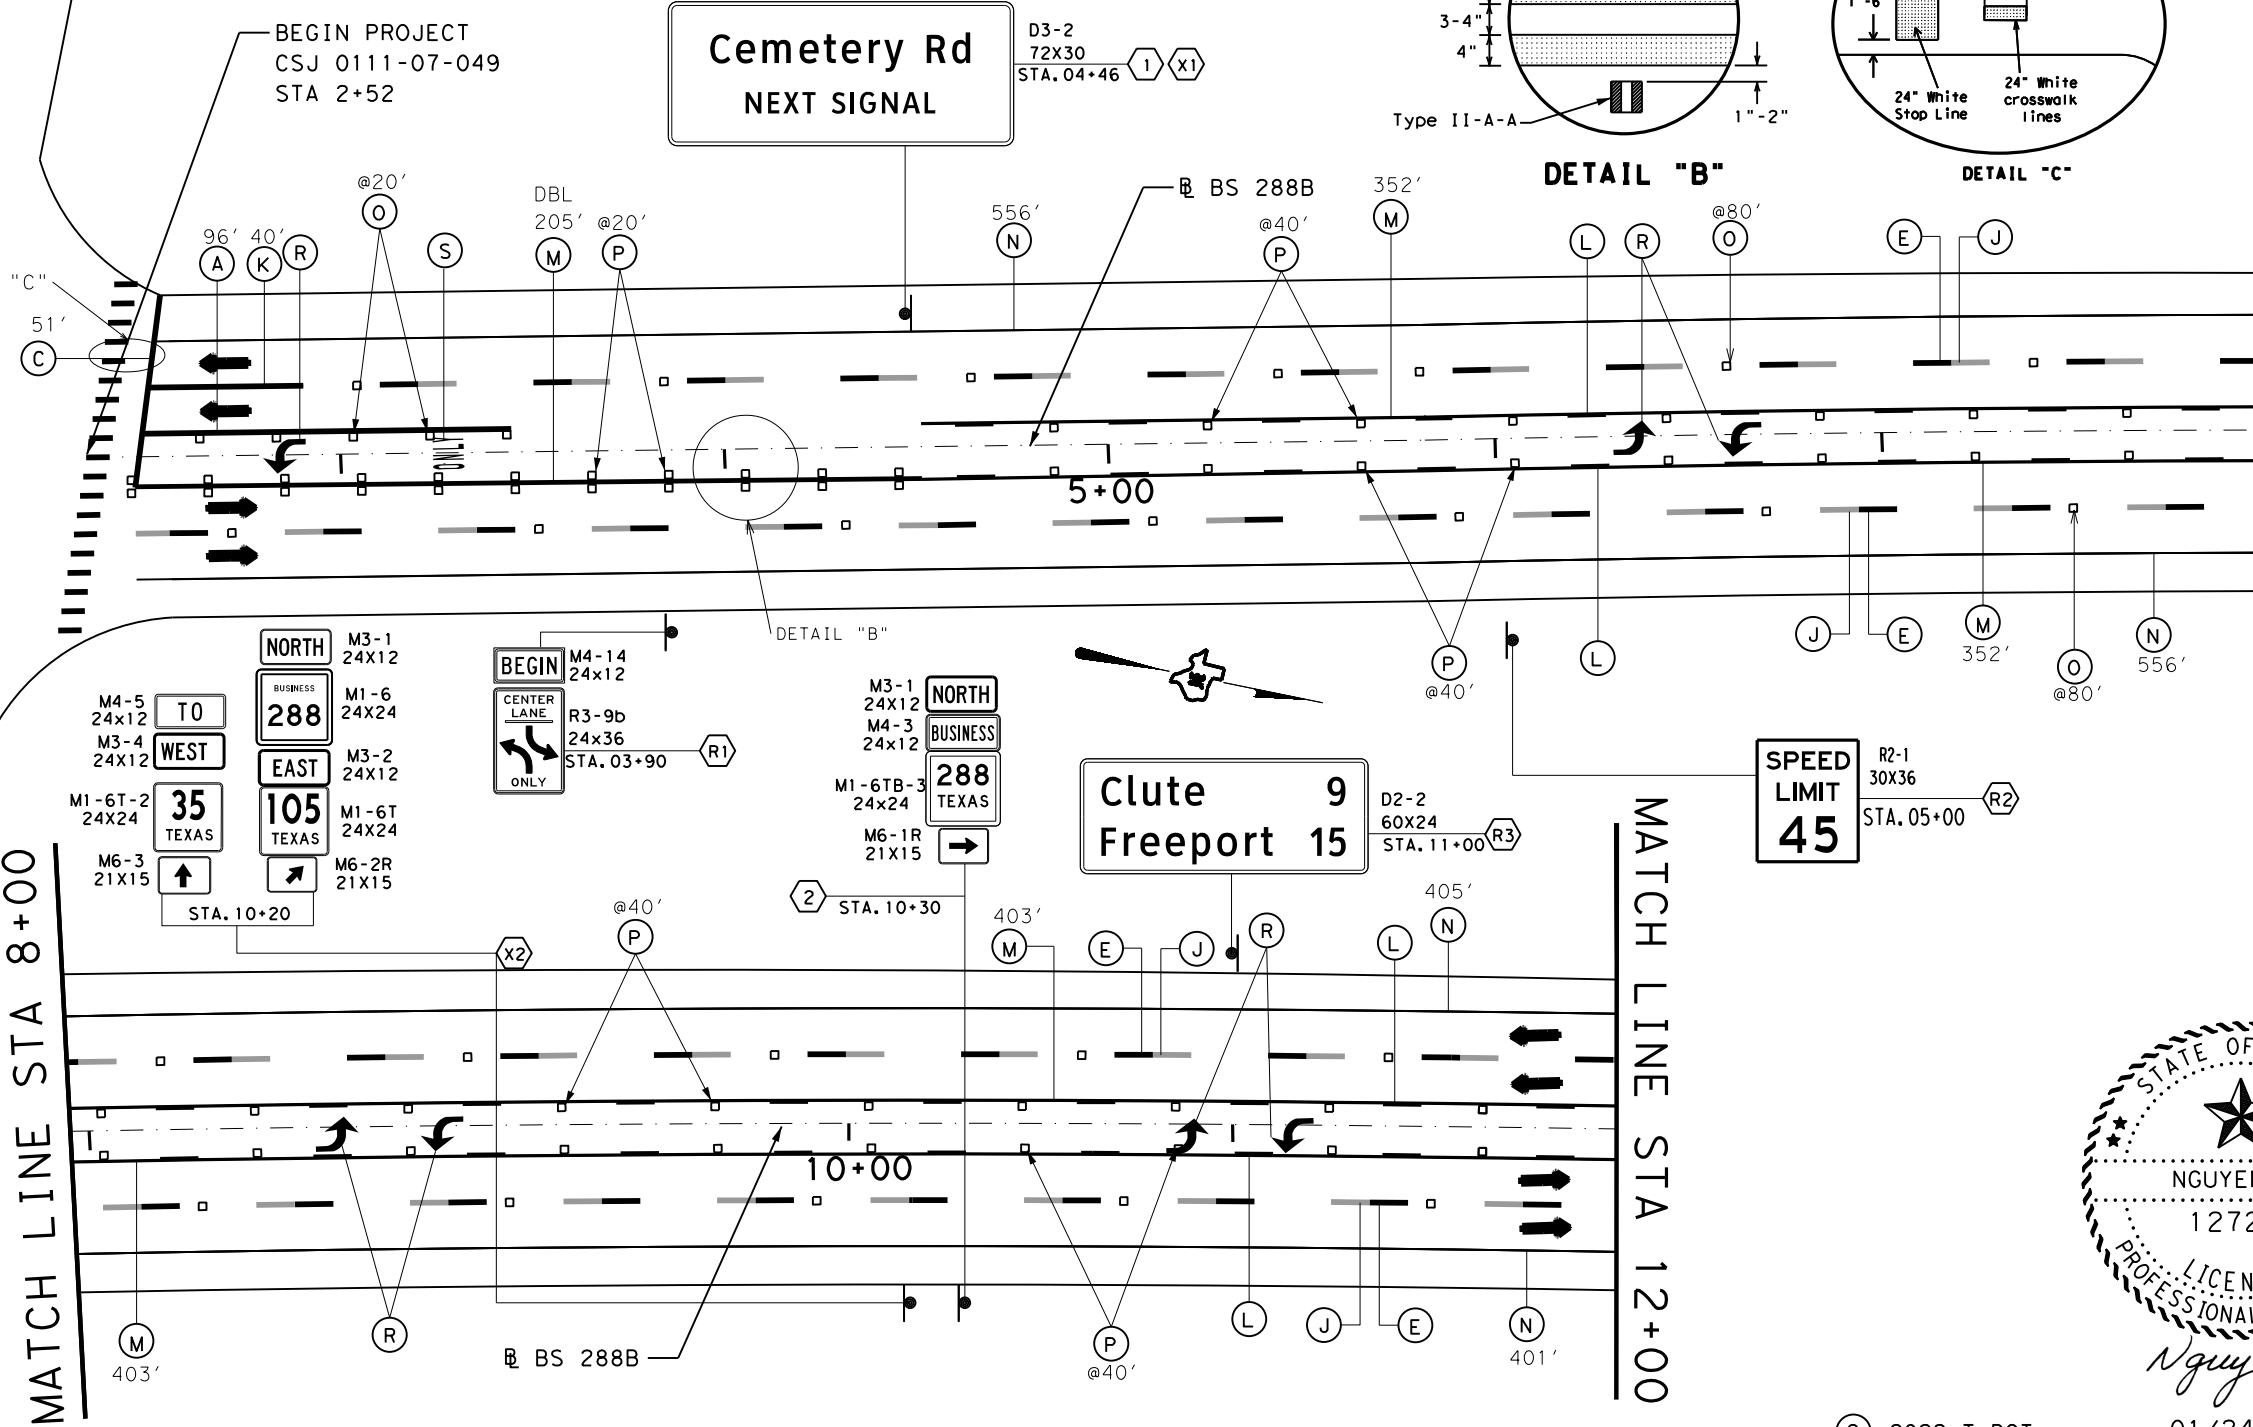 BEGIN PROJECT
CSJ 0111-07-049
STA 2+52
Cemetery Rd
NEXT SIGNAL
D3-2
72X30
STA.04+46
1
X1
3-4"
4"
Type II-A-A
1"-2"
DETAIL "B"
24" White
Stop Line
24" White
crosswalk
lines
DETAIL "C"
"C"
51'
C
96'
A
40'
K
R
@20'
O
S
DBL
205'
M
@20'
P
556'
N
BL BS 288B
@40'
P
352'
M
L
R
@80'
O
E
J
5+00
DETAIL "B"
P
@40'
L
J
E
M
352'
O
@80'
N
556'
NORTH
M3-1
24X12
BUSINESS
288
M1-6
24X24
M4-5
24x12
TO
M3-4
24X12
WEST
EAST
M3-2
24X12
M1-6T-2
24X24
35
TEXAS
105
TEXAS
M1-6T
24X24
M6-3
21X15
M6-2R
21X15
STA.10+20
X2
BEGIN
M4-14
24x12
CENTER
LANE
ONLY
R3-9b
24x36
STA.03+90
R1
M3-1
24X12
NORTH
M4-3
24x12
BUSINESS
M1-6TB-3
24x24
288
TEXAS
M6-1R
21X15
2
STA.10+30
Clute 9
Freeport 15
D2-2
60X24
STA.11+00
R3
SPEED
LIMIT
45
R2-1
30X36
STA.05+00
R2
MATCH LINE STA 8+00
@40'
P
403'
M
E
J
R
L
405'
N
10+00
M
403'
R
BL BS 288B
P
@40'
L
J
E
N
401'
MATCH LINE STA 12+00
STATE OF
1272
PROFESSIONAL